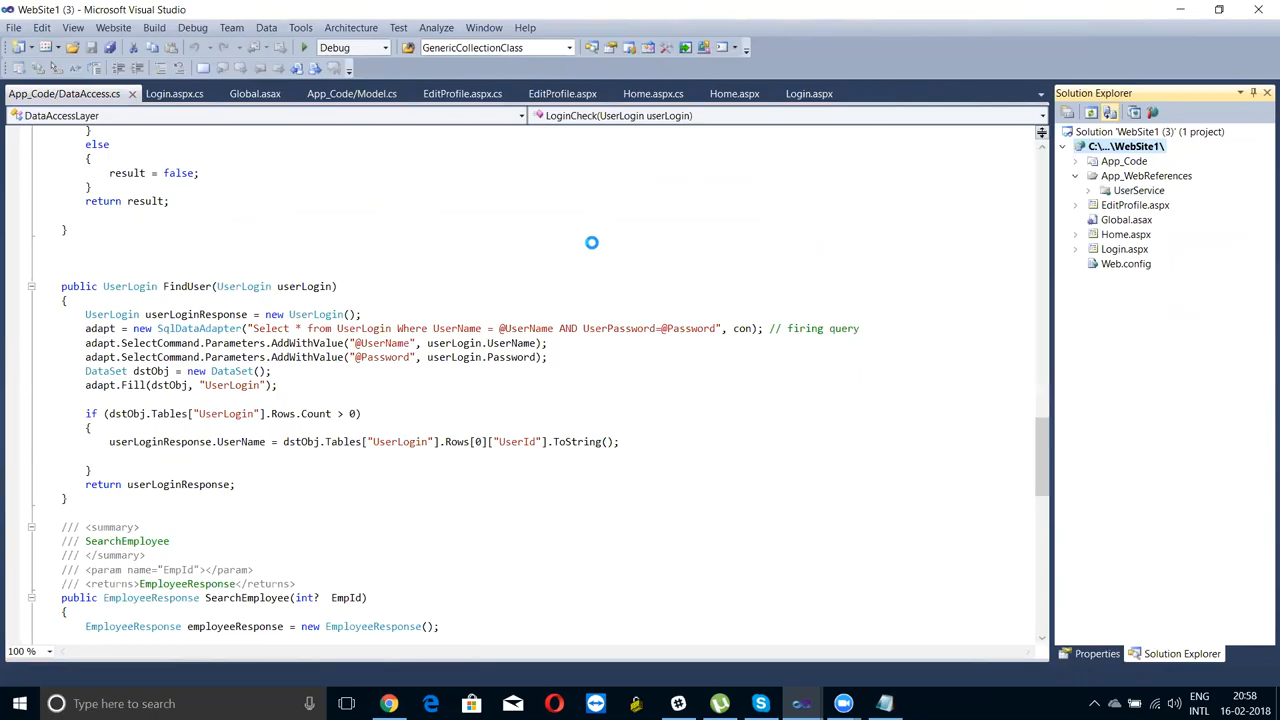 WebSite1 (3) - Microsoft Visual Studio
File Edit View Website Build Debug Team Data Tools Architecture Test Analyze Window Help
Debug GenericCollectionClass
App_Code/DataAccess.cs Login.aspx.cs Global.asax App_Code/Model.cs EditProfile.aspx.cs EditProfile.aspx Home.aspx.cs Home.aspx Login.aspx
DataAccessLayer LoginCheck(UserLogin userLogin)
}
else
{
result = false;
}
return result;
}
public UserLogin FindUser(UserLogin userLogin)
{
UserLogin userLoginResponse = new UserLogin();
adapt = new SqlDataAdapter("Select * from UserLogin Where UserName = @UserName AND UserPassword=@Password", con); // firing query
adapt.SelectCommand.Parameters.AddWithValue("@UserName", userLogin.UserName);
adapt.SelectCommand.Parameters.AddWithValue("@Password", userLogin.Password);
DataSet dstObj = new DataSet();
adapt.Fill(dstObj, "UserLogin");
if (dstObj.Tables["UserLogin"].Rows.Count > 0)
{
userLoginResponse.UserName = dstObj.Tables["UserLogin"].Rows[0]["UserId"].ToString();
}
return userLoginResponse;
}
/// <summary>
/// SearchEmployee
/// </summary>
/// <param name="EmpId"></param>
/// <returns>EmployeeResponse</returns>
public EmployeeResponse SearchEmployee(int? EmpId)
{
EmployeeResponse employeeResponse = new EmployeeResponse();
100 %
Solution Explorer
Solution 'WebSite1 (3)' (1 project)
C:\...\WebSite1\
App_Code
App_WebReferences
UserService
EditProfile.aspx
Global.asax
Home.aspx
Login.aspx
Web.config
Properties Solution Explorer
Type here to search
ENG 20:58
INTL 16-02-2018